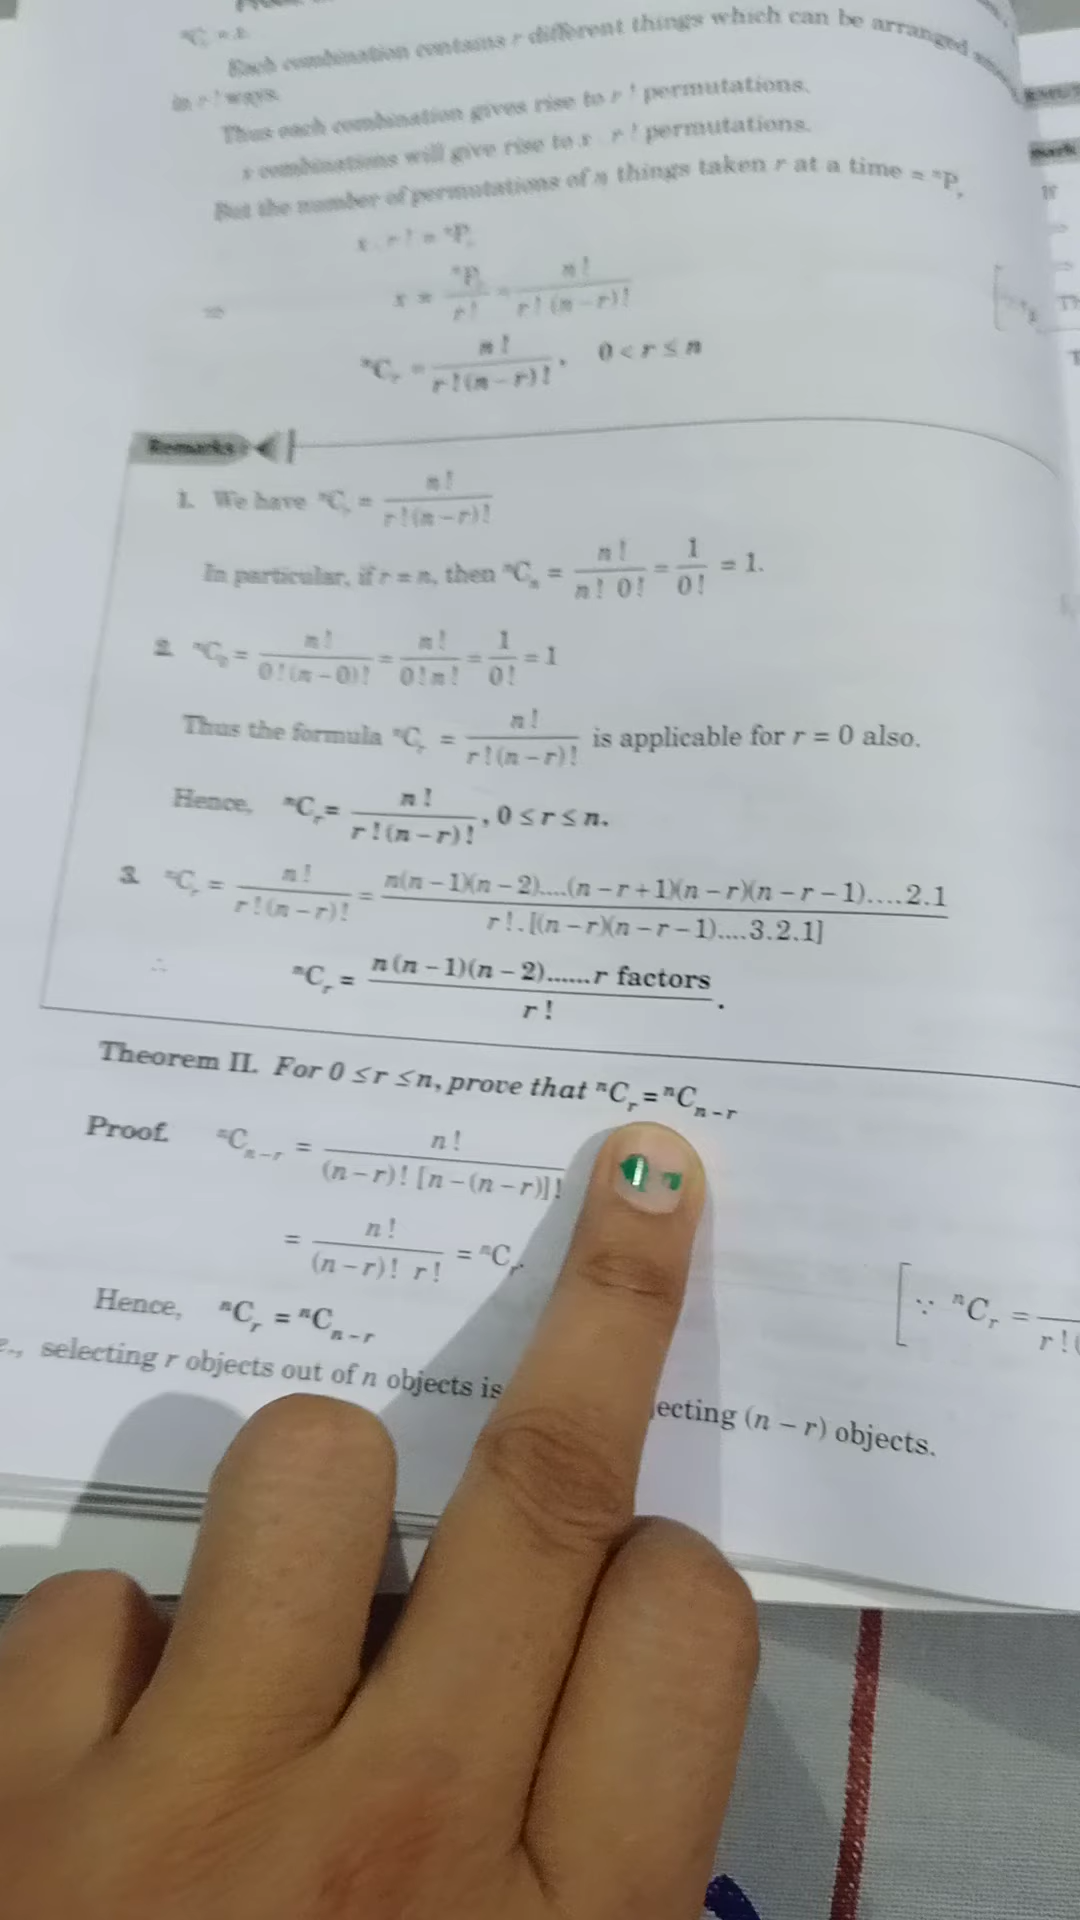 ⁿCᵣ = x.
Each combination contains r different things which can be arranged
in r ! ways.
Thus each combination gives rise to r ! permutations.
x combinations will give rise to x . r ! permutations.
But the number of permutations of n things taken r at a time = ⁿPᵣ
x . r ! = ⁿPᵣ
⇒ x = ⁿPᵣ / r ! = n ! / r ! (n – r) !
ⁿCᵣ = n ! / r ! (n – r) ! , 0 < r ≤ n
Remarks
1. We have ⁿCᵣ = n ! / r ! (n – r) !
In particular, if r = n, then ⁿCₙ = n ! / n ! 0 ! = 1 / 0 ! = 1.
2. ⁿC₀ = n ! / 0 ! (n – 0) ! = n ! / 0 ! n ! = 1 / 0 ! = 1
Thus the formula ⁿCᵣ = n ! / r ! (n – r) ! is applicable for r = 0 also.
Hence, ⁿCᵣ = n ! / r ! (n – r) ! , 0 ≤ r ≤ n.
3. ⁿCᵣ = n ! / r ! (n – r) ! = n(n – 1)(n – 2)....(n – r + 1)(n – r)(n – r – 1)....2.1 / r ! . [(n – r)(n – r – 1)....3.2.1]
∴ ⁿCᵣ = n (n – 1) (n – 2)......r factors / r ! .
Theorem II. For 0 ≤ r ≤ n, prove that ⁿCᵣ = ⁿCₙ₋ᵣ
Proof. ⁿCₙ₋ᵣ = n ! / (n – r) ! [n – (n – r)] !
= n ! / (n – r) ! r ! = ⁿCᵣ
[∵ ⁿCᵣ = r ! (
Hence, ⁿCᵣ = ⁿCₙ₋ᵣ
selecting r objects out of n objects is ecting (n – r) objects.